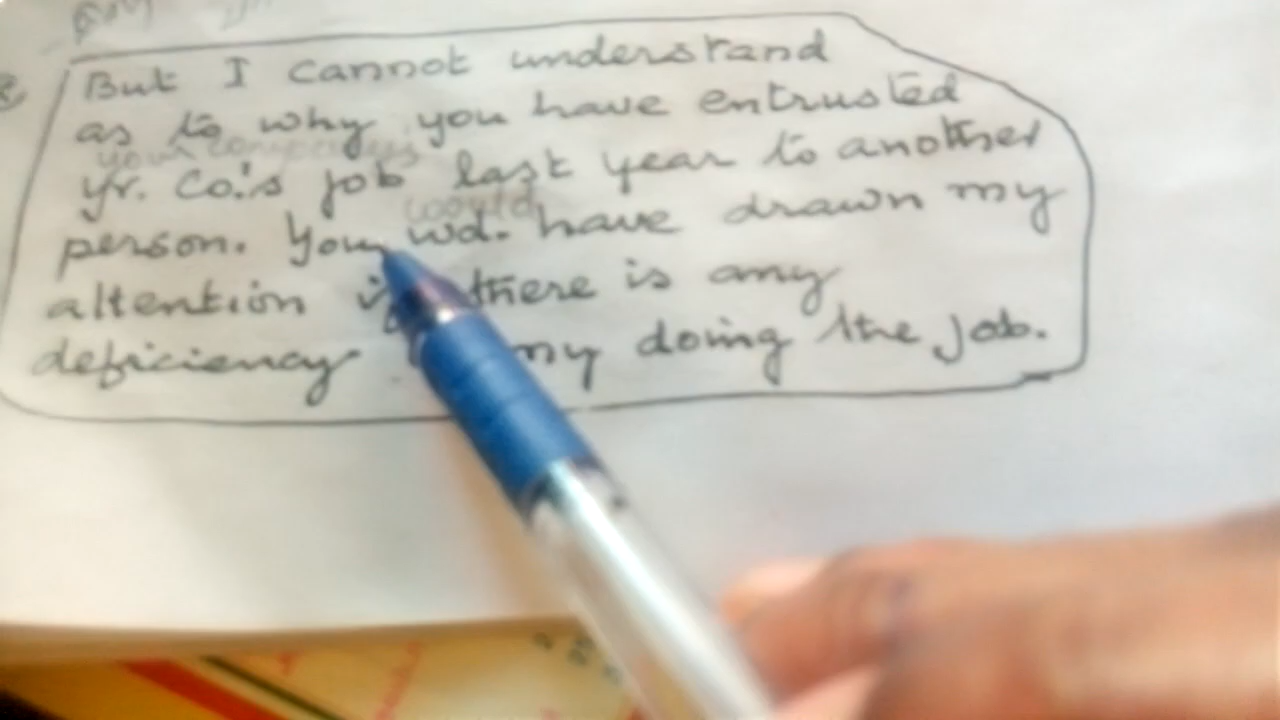 But I cannot understand
as to why you have entrusted
your company's
yr. Co.'s job last year to another
would
person. You wd. have drawn my
attention if there is any
deficiency my doing the job.